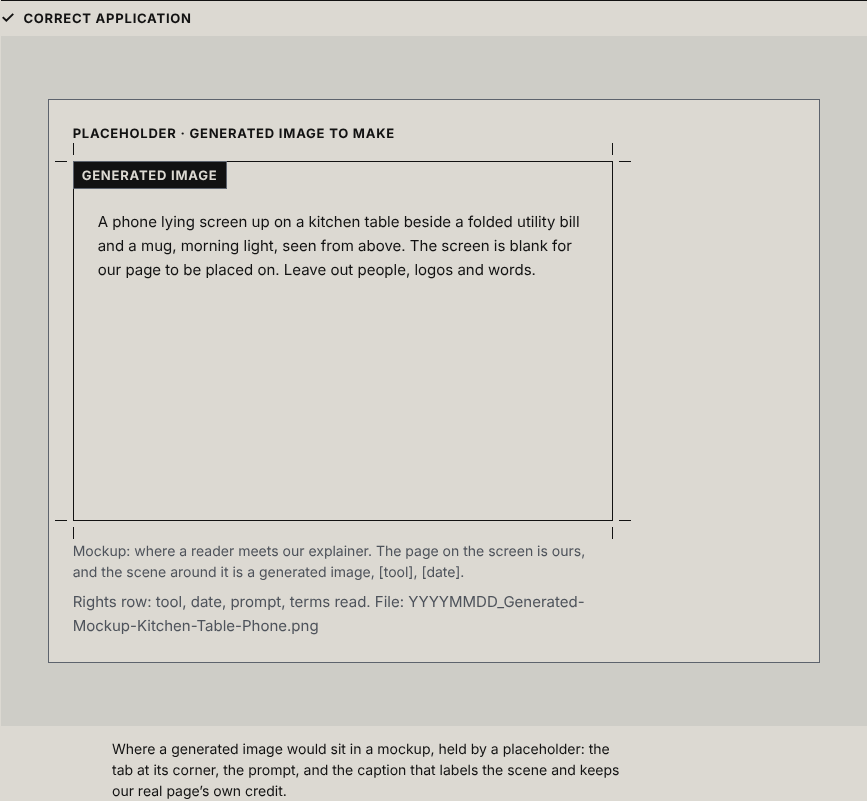 CORRECT APPLICATION
PLACEHOLDER · GENERATED IMAGE TO MAKE
GENERATED IMAGE
A phone lying screen up on a kitchen table beside a folded utility bill
and a mug, morning light, seen from above. The screen is blank for
our page to be placed on. Leave out people, logos and words.
Mockup: where a reader meets our explainer. The page on the screen is ours,
and the scene around it is a generated image, [tool], [date].
Rights row: tool, date, prompt, terms read. File: YYYYMMDD_Generated-
Mockup-Kitchen-Table-Phone.png
Where a generated image would sit in a mockup, held by a placeholder: the
tab at its corner, the prompt, and the caption that labels the scene and keeps
our real page’s own credit.